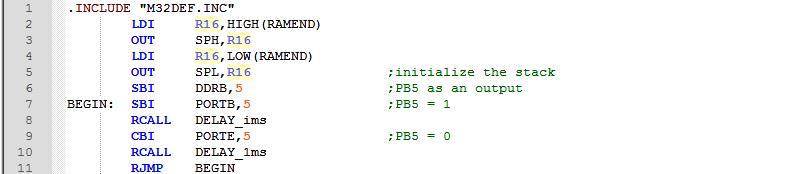 1 .INCLUDE "M32DEF.INC"
2 LDI R16,HIGH(RAMEND)
3 OUT SPH,R16
4 LDI R16,LOW(RAMEND)
5 OUT SPL,R16 ;initialize the stack
6 SBI DDRB,5 ;PB5 as an output
7 BEGIN: SBI PORTB,5 ;PB5 = 1
8 RCALL DELAY_ims
9 CBI PORTE,5 ;PB5 = 0
10 RCALL DELAY_1ms
11 RJMP BEGIN